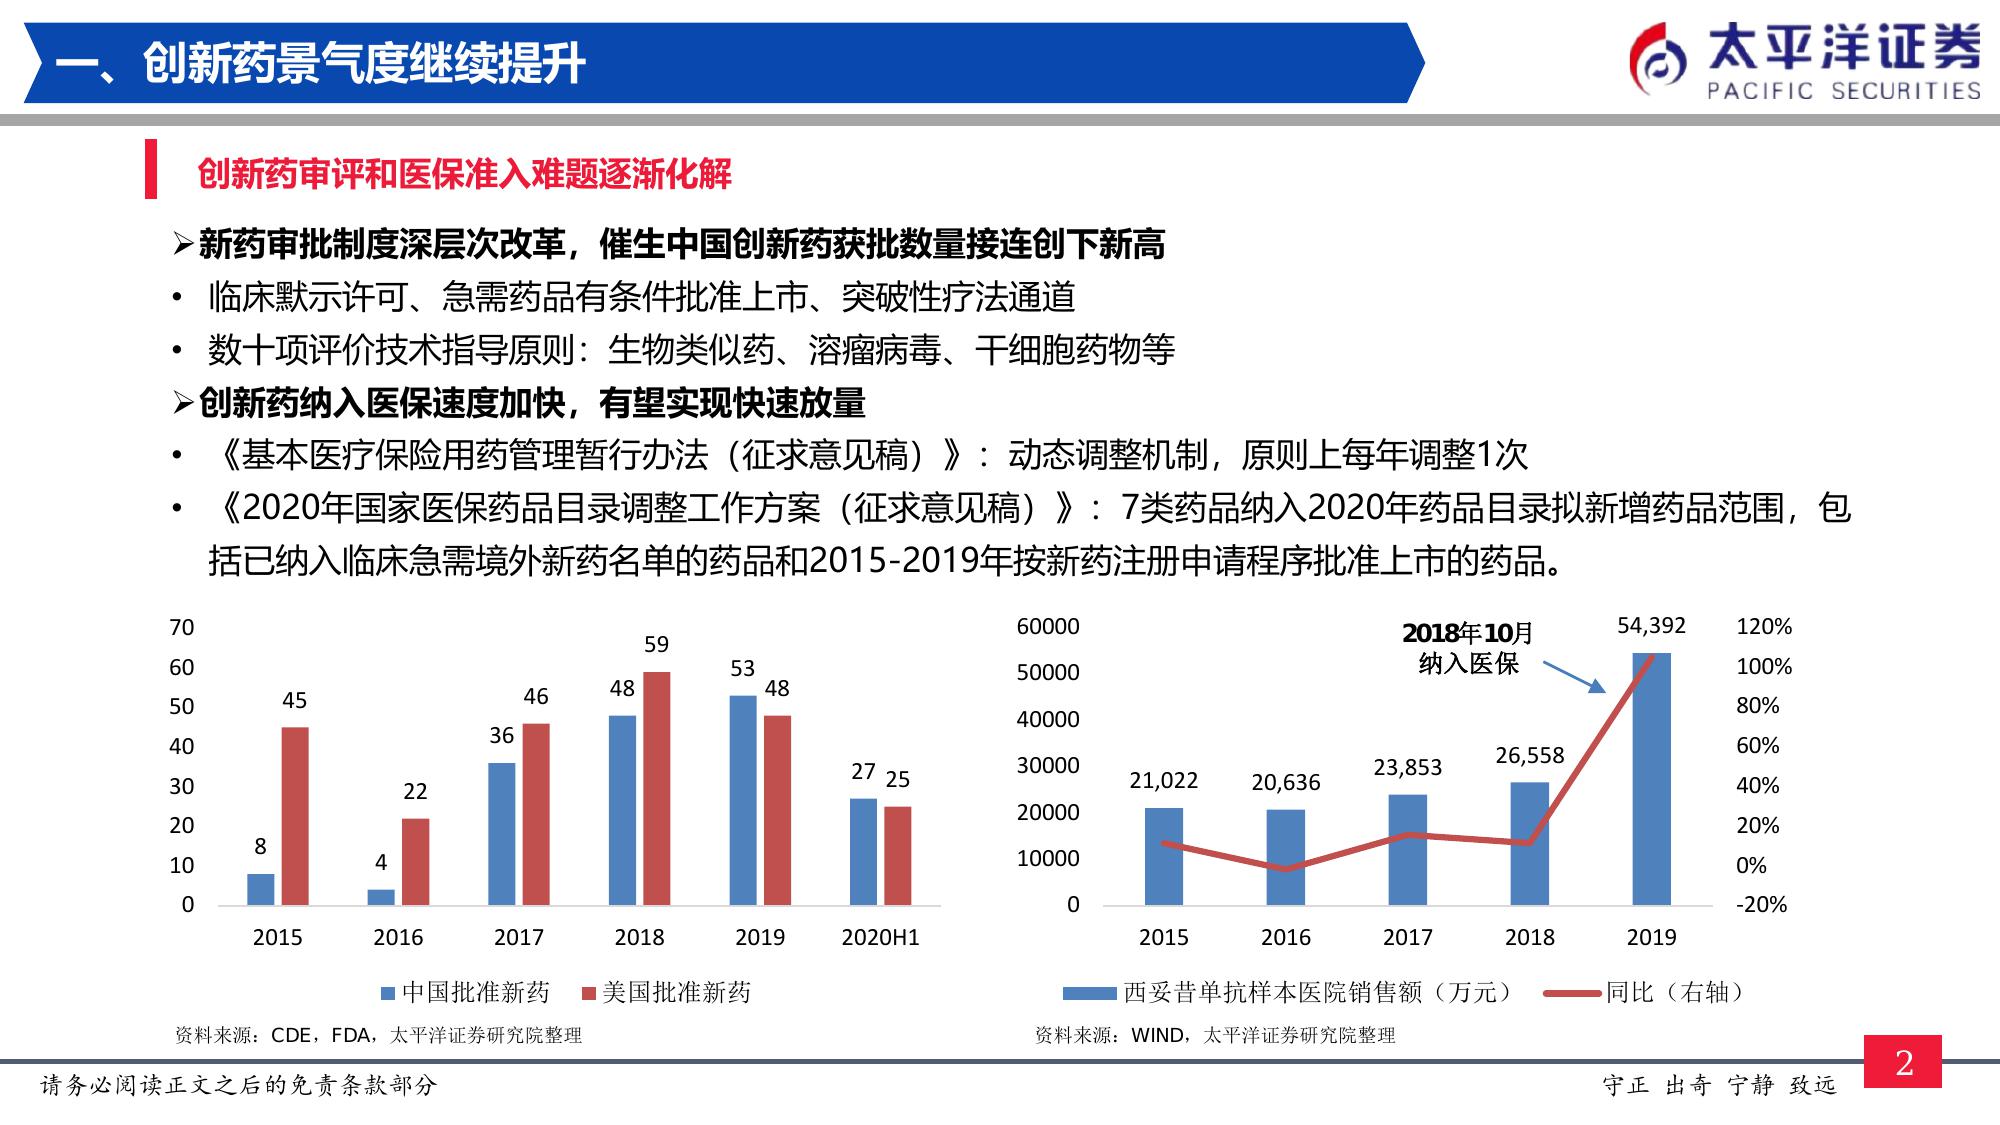 一、创新药景气度继续提升
太平洋证券
PACIFIC SECURITIES
创新药审评和医保准入难题逐渐化解
➢新药审批制度深层次改革，催生中国创新药获批数量接连创下新高
• 临床默示许可、急需药品有条件批准上市、突破性疗法通道
• 数十项评价技术指导原则：生物类似药、溶瘤病毒、干细胞药物等
➢创新药纳入医保速度加快，有望实现快速放量
• 《基本医疗保险用药管理暂行办法（征求意见稿）》：动态调整机制，原则上每年调整1次
• 《2020年国家医保药品目录调整工作方案（征求意见稿）》：7类药品纳入2020年药品目录拟新增药品范围，包
括已纳入临床急需境外新药名单的药品和2015-2019年按新药注册申请程序批准上市的药品。
70
60
50
40
30
20
10
0
8
45
4
22
36
46
48
59
53
48
27
25
2015 2016 2017 2018 2019 2020H1
中国批准新药 美国批准新药
资料来源：CDE，FDA，太平洋证券研究院整理
60000
50000
40000
30000
20000
10000
0
21,022
20,636
23,853
26,558
54,392
2018年10月
纳入医保
120%
100%
80%
60%
40%
20%
0%
-20%
2015 2016 2017 2018 2019
西妥昔单抗样本医院销售额（万元） 同比（右轴）
资料来源：WIND，太平洋证券研究院整理
请务必阅读正文之后的免责条款部分
守正 出奇 宁静 致远
2